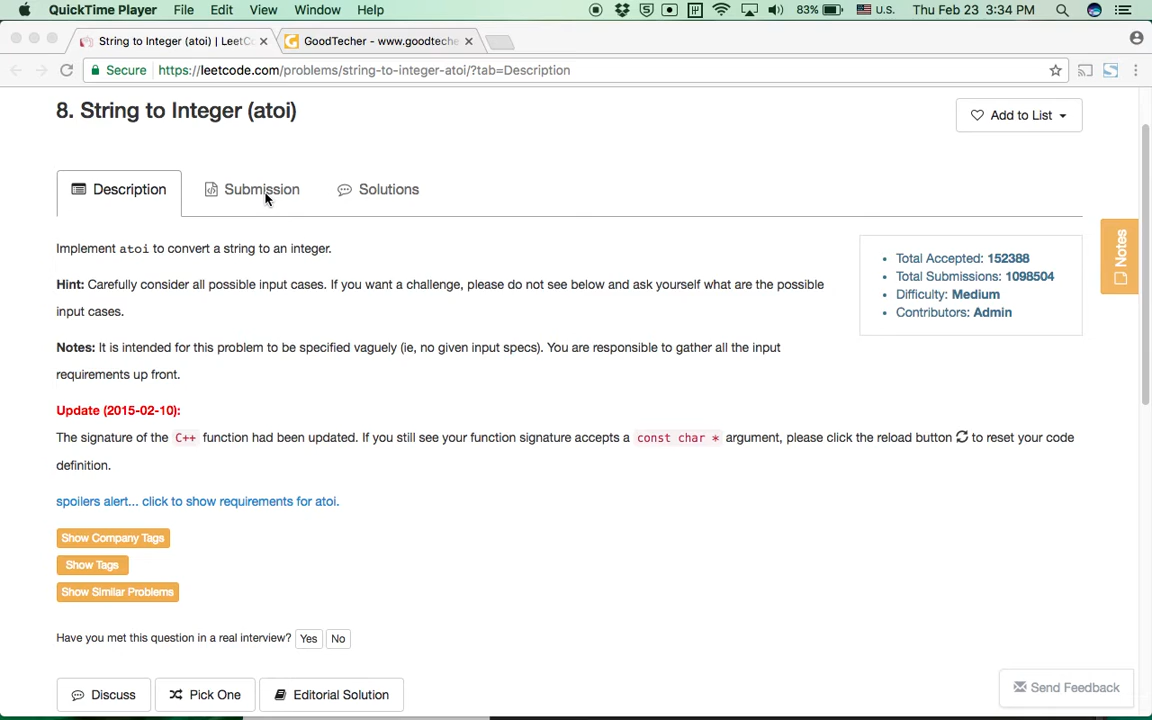 QuickTime Player File Edit View Window Help 83% U.S. Thu Feb 23 3:34 PM
String to Integer (atoi) | LeetC GoodTecher - www.goodteche
Secure https://leetcode.com/problems/string-to-integer-atoi/?tab=Description
8. String to Integer (atoi)
Add to List
Description Submission Solutions
Implement atoi to convert a string to an integer.
Hint: Carefully consider all possible input cases. If you want a challenge, please do not see below and ask yourself what are the possible
input cases.
Notes: It is intended for this problem to be specified vaguely (ie, no given input specs). You are responsible to gather all the input
requirements up front.
Total Accepted: 152388
Total Submissions: 1098504
Difficulty: Medium
Contributors: Admin
Notes
Update (2015-02-10):
The signature of the C++ function had been updated. If you still see your function signature accepts a const char * argument, please click the reload button to reset your code
definition.
spoilers alert... click to show requirements for atoi.
Show Company Tags
Show Tags
Show Similar Problems
Have you met this question in a real interview? Yes No
Discuss Pick One Editorial Solution
Send Feedback